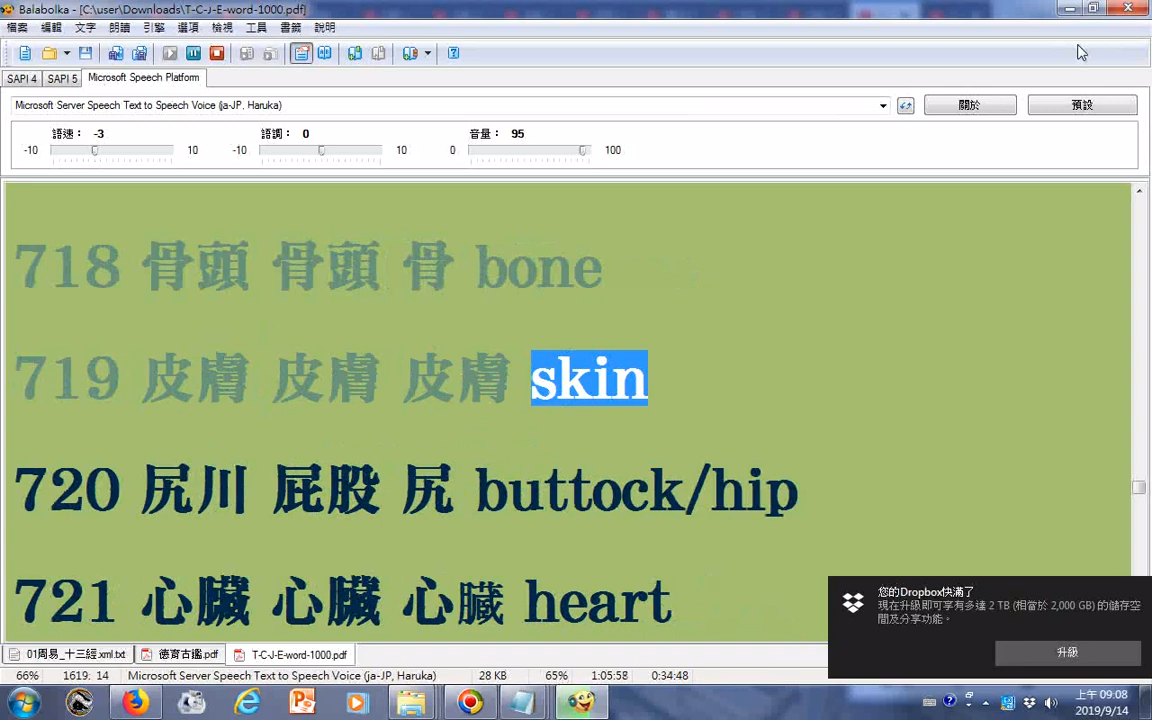 Balabolka - [C:\user\Downloads\T-C-J-E-word-1000.pdf]
檔案 編輯 文字 朗讀 引擎 選項 檢視 工具 書籤 說明
SAPI 4 SAPI 5 Microsoft Speech Platform
Microsoft Server Speech Text to Speech Voice (ja-JP, Haruka) 關於 預設
語速： -3 語調： 0 音量： 95
-10 10 -10 10 0 100
718 骨頭 骨頭 骨 bone
719 皮膚 皮膚 皮膚 skin
720 尻川 屁股 尻 buttock/hip
721 心臟 心臟 心臓 heart
您的Dropbox快滿了
現在升級即可享有多達 2 TB (相當於 2,000 GB) 的儲存空
間及分享功能。
升級
01周易_十三經.xml.txt 德育古鑑.pdf T-C-J-E-word-1000.pdf
66% 1619: 14 Microsoft Server Speech Text to Speech Voice (ja-JP, Haruka) 28 KB 65% 1:05:58 0:34:48
上午 09:08
2019/9/14